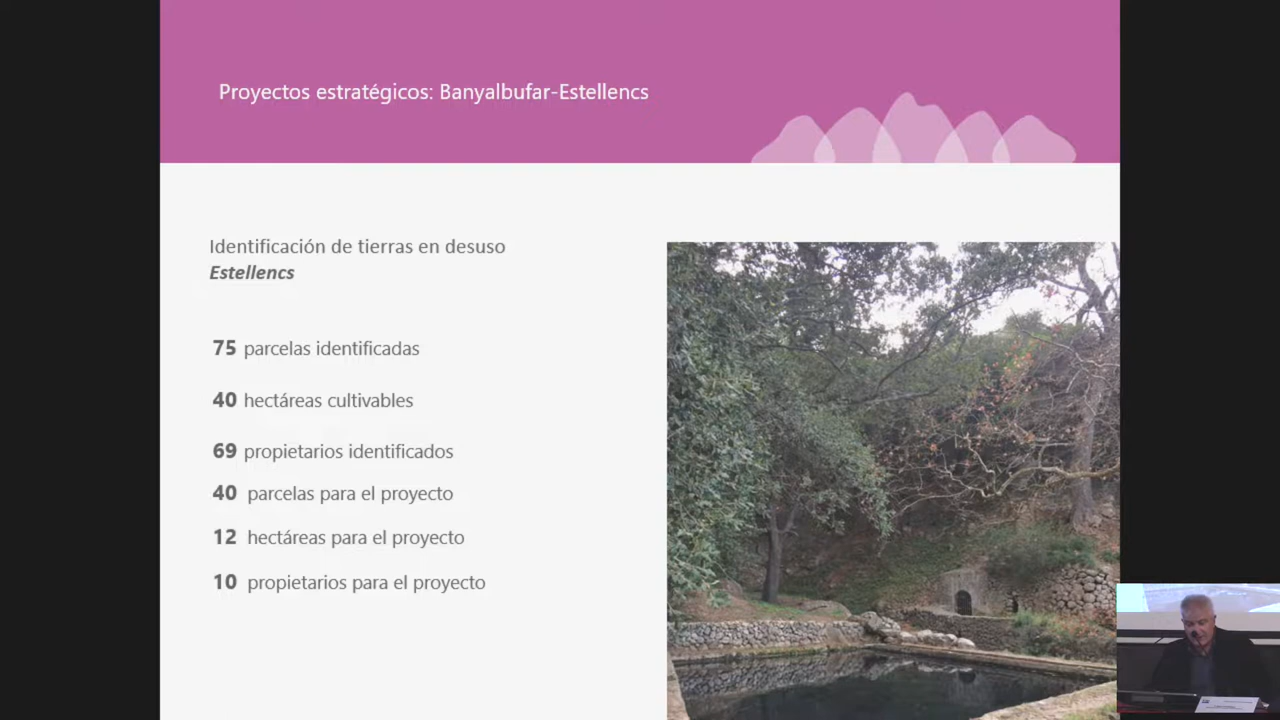 Proyectos estratégicos: Banyalbufar-Estellencs
Identificación de tierras en desuso
Estellencs
75 parcelas identificadas
40 hectáreas cultivables
69 propietarios identificados
40 parcelas para el proyecto
12 hectáreas para el proyecto
10 propietarios para el proyecto